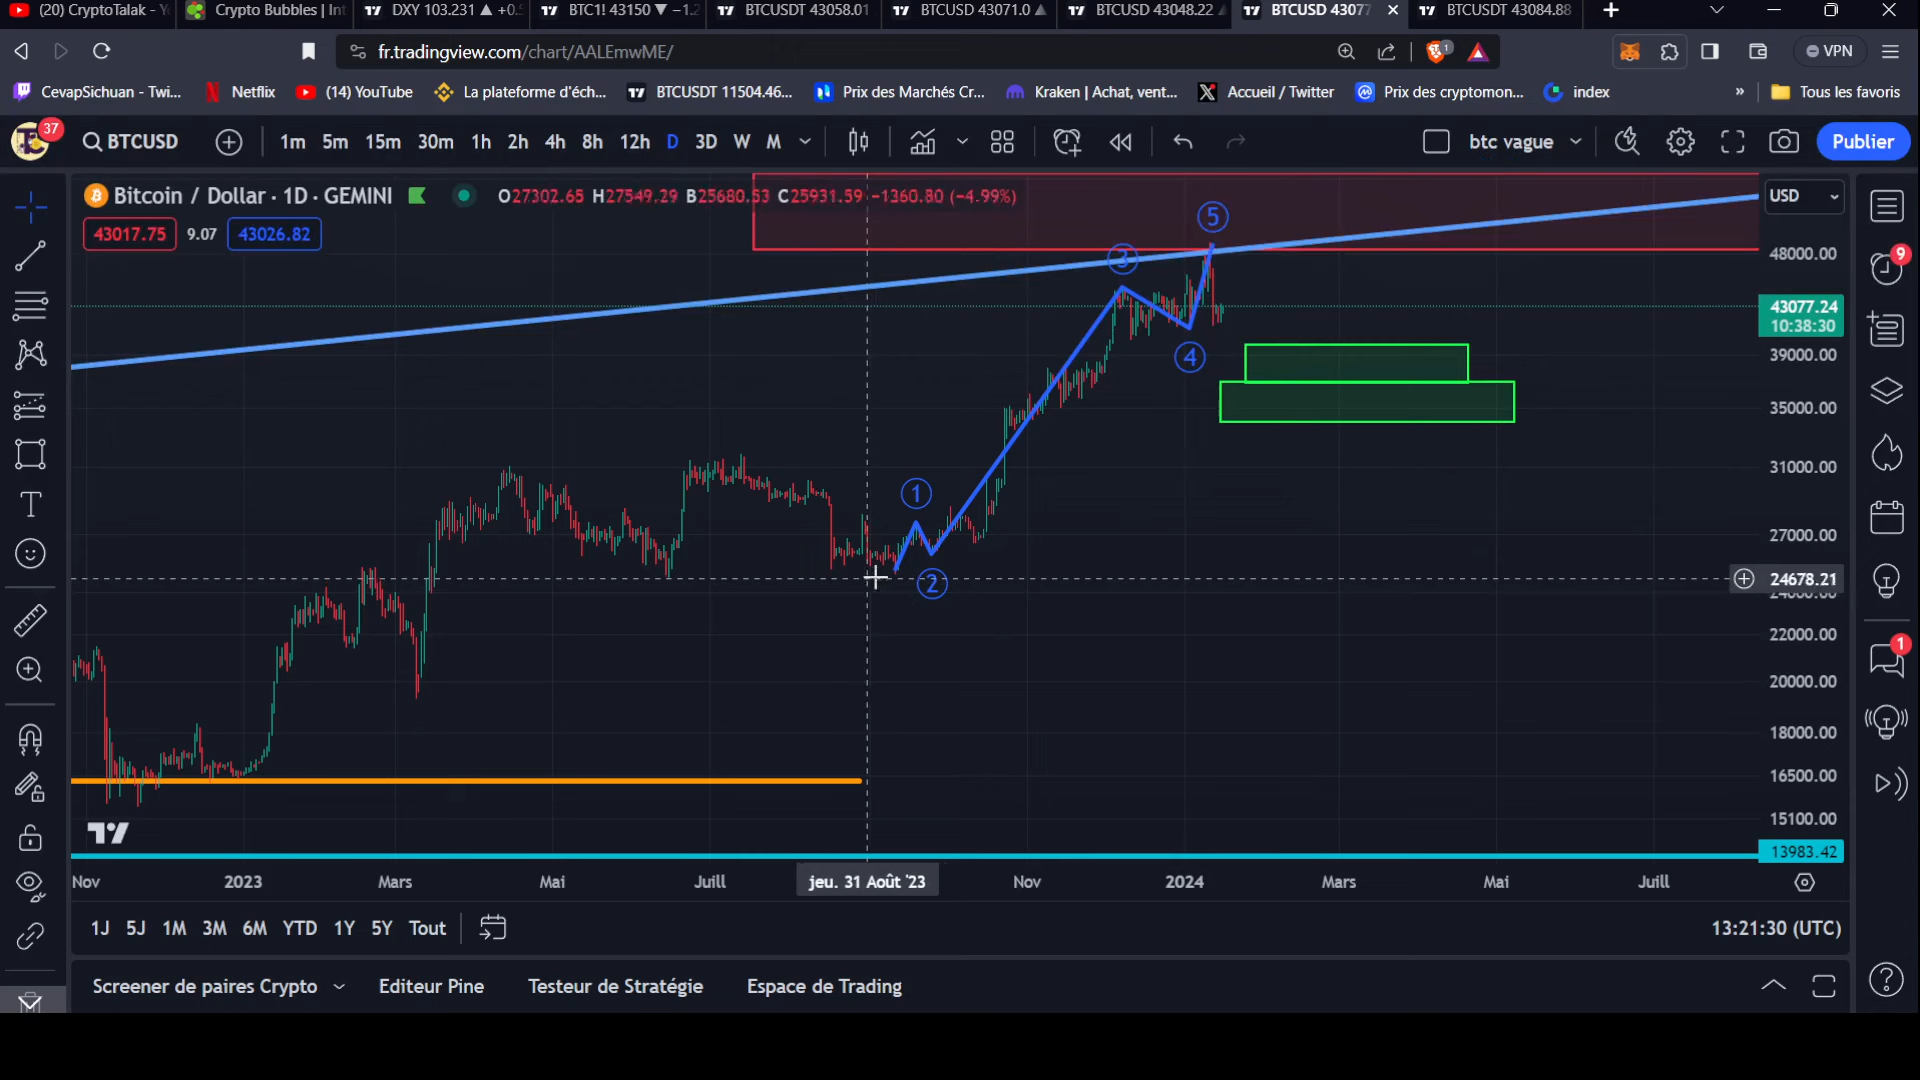 (20) CryptoTalak - Y
Crypto Bubbles | Int
DXY 103.231 ▲ +0.
BTC1! 43150 ▼ −1.2
BTCUSDT 43058.01
BTCUSD 43071.0 ▲
BTCUSD 43048.22
BTCUSD 43077
BTCUSDT 43084.88
fr.tradingview.com/chart/AALEmwME/
1
VPN
CevapSichuan - Twi...
Netflix
(14) YouTube
La plateforme d'éch...
BTCUSDT 11504.46...
Prix des Marchés Cr...
Kraken | Achat, vent...
Accueil / Twitter
Prix des cryptomon...
index
»
Tous les favoris
37
BTCUSD
1m 5m 15m 30m 1h 2h 4h 8h 12h D 3D W M
btc vague
Publier
Bitcoin / Dollar · 1D · GEMINI
O27302.65 H27549.29 B25680.53 C25931.59 −1360.80 (−4.99%)
USD
43017.75 9.07 43026.82
5
48000.00
9
3
43077.24
10:38:30
4
39000.00
35000.00
31000.00
1
27000.00
2
24678.21
24000.00
22000.00
1
20000.00
18000.00
16500.00
15100.00
13983.42
Nov 2023 Mars Mai Juill jeu. 31 Août '23 Nov 2024 Mars Mai Juill
1J 5J 1M 3M 6M YTD 1Y 5Y Tout
13:21:30 (UTC)
Screener de paires Crypto
Editeur Pine
Testeur de Stratégie
Espace de Trading